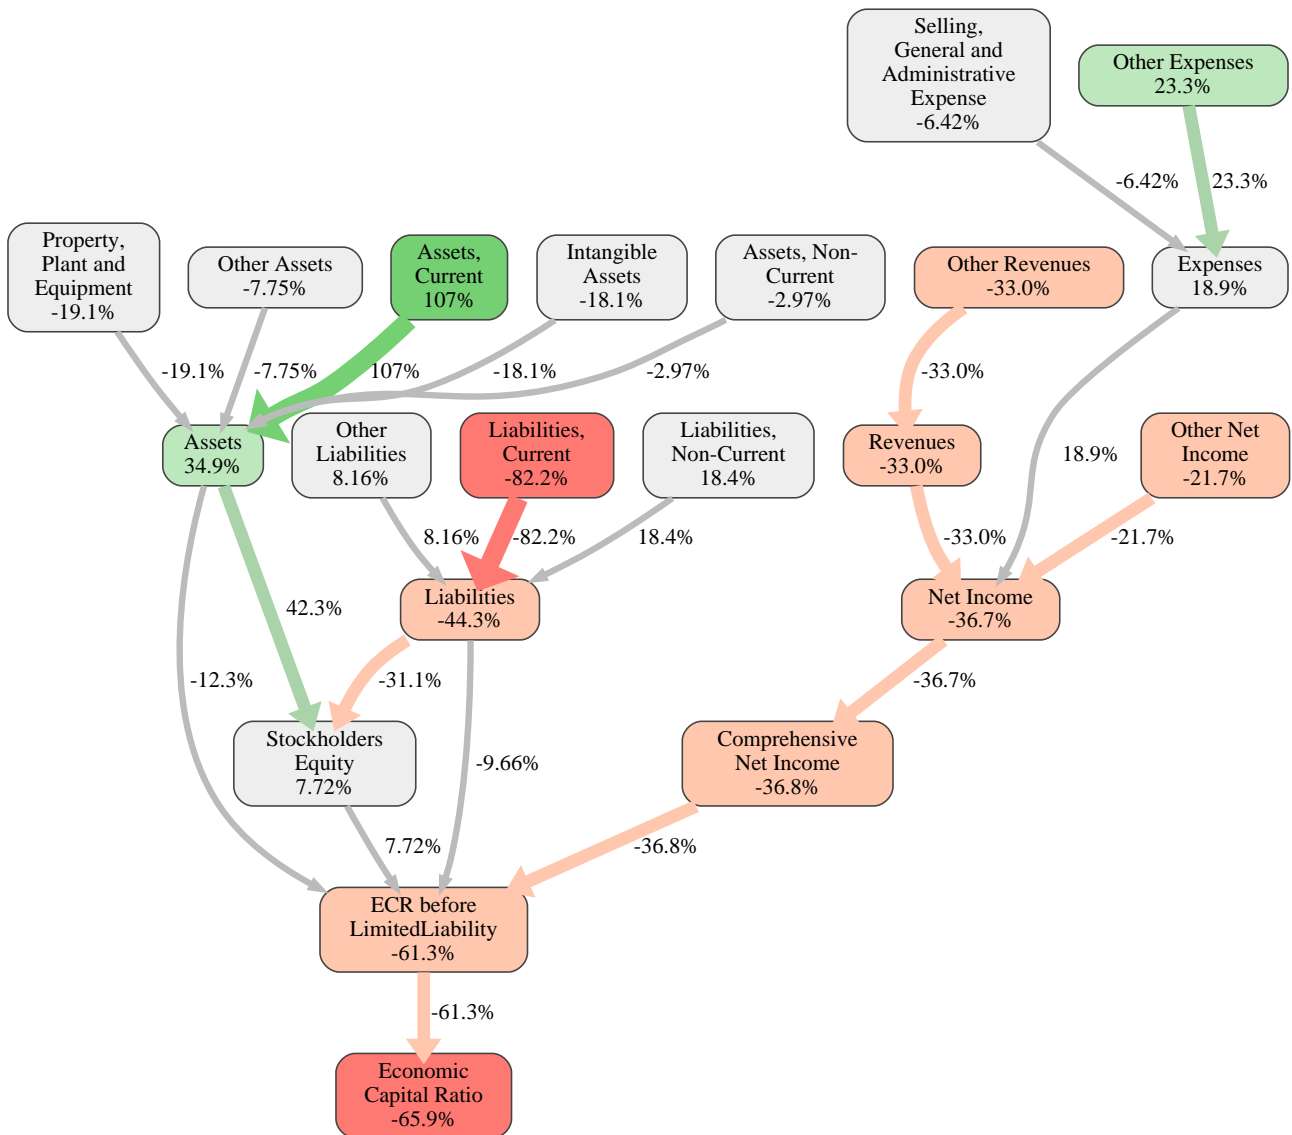 Selling,
General and
Administrative
Expense
-6.42%
Other Expenses
23.3%
-6.42%
23.3%
Property,
Plant and
Equipment
-19.1%
Other Assets
-7.75%
Assets,
Current
107%
Intangible
Assets
-18.1%
Assets, Non-
Current
-2.97%
Other Revenues
-33.0%
Expenses
18.9%
-19.1%
-7.75%
107%
-18.1%
-2.97%
-33.0%
Assets
34.9%
Other
Liabilities
8.16%
Liabilities,
Current
-82.2%
Liabilities,
Non-Current
18.4%
Revenues
-33.0%
18.9%
Other Net
Income
-21.7%
8.16%
-82.2%
18.4%
-33.0%
-21.7%
42.3%
Liabilities
-44.3%
Net Income
-36.7%
-12.3%
-31.1%
-36.7%
Stockholders
Equity
7.72%
-9.66%
Comprehensive
Net Income
-36.8%
7.72%
-36.8%
ECR before
LimitedLiability
-61.3%
-61.3%
Economic
Capital Ratio
-65.9%